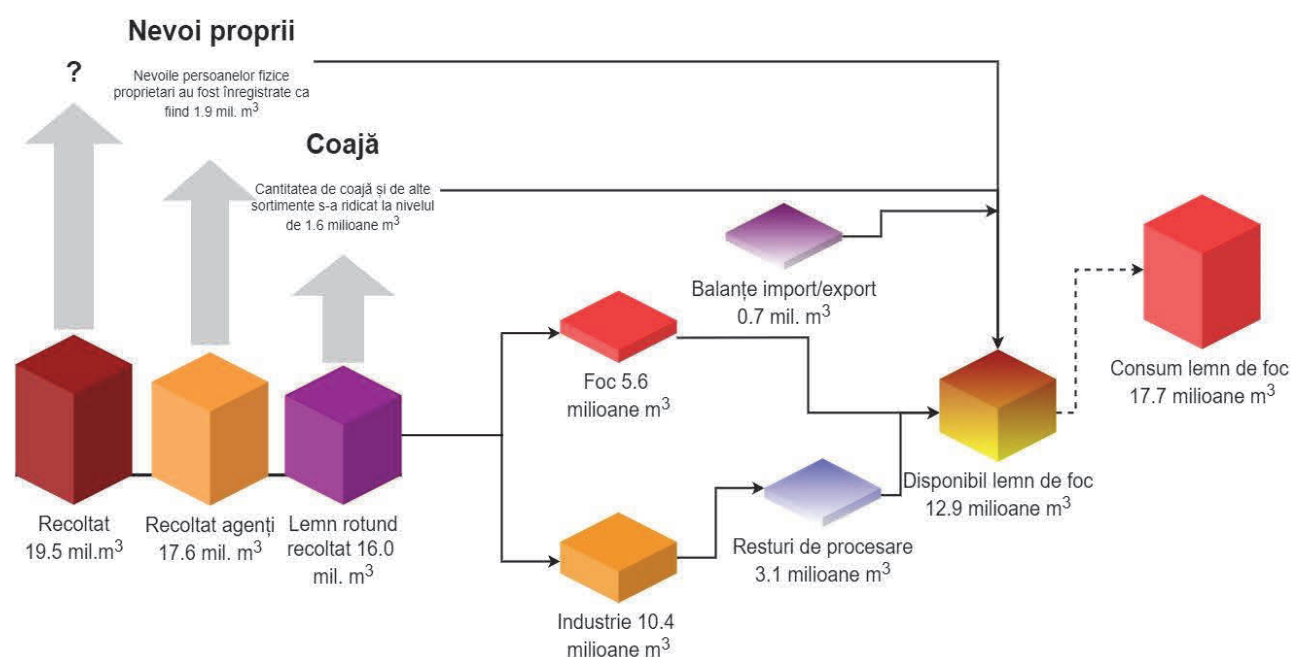 Nevoi proprii
?
Nevoile persoanelor fizice
proprietari au fost înregistrate ca
fiind 1.9 mil. m³
Coajă
Cantitatea de coajă și de alte
sortimente s-a ridicat la nivelul
de 1.6 milioane m³
Balanțe import/export
0.7 mil. m³
Consum lemn de foc
17.7 milioane m³
Foc 5.6
milioane m³
Disponibil lemn de foc
12.9 milioane m³
Recoltat
19.5 mil.m³
Recoltat agenți
17.6 mil. m³
Lemn rotund
recoltat 16.0
mil. m³
Resturi de procesare
3.1 milioane m³
Industrie 10.4
milioane m³